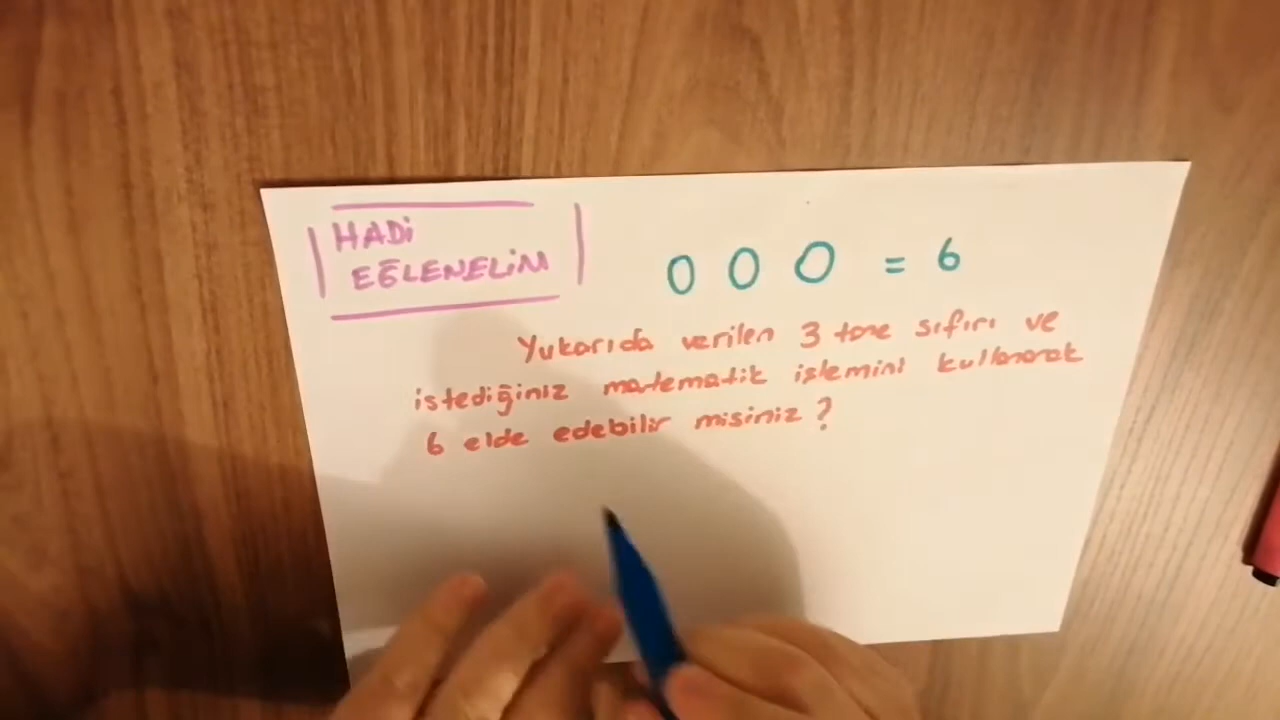 HADİ
EĞLENELİM
0 0 0 = 6
Yukarıda verilen 3 tane sıfırı ve
istediğiniz matematik işlemini kullanarak
6 elde edebilir misiniz?